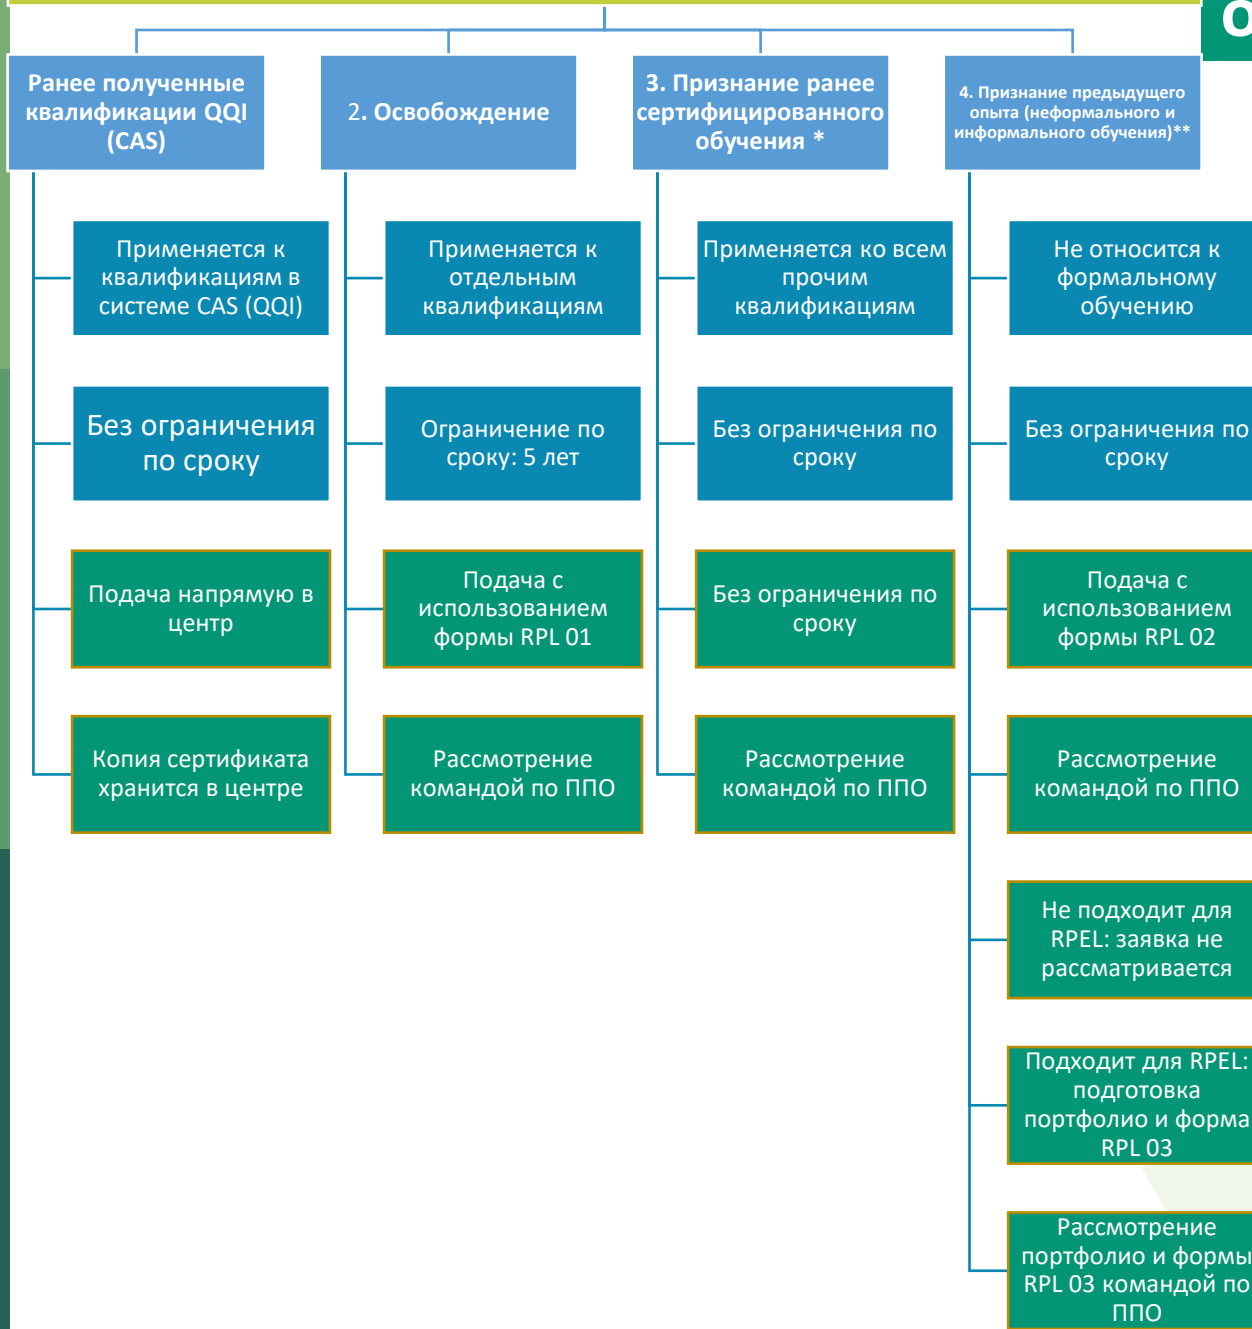 Ранее полученные
квалификации QQI
(CAS)
2. Освобождение
3. Признание ранее
сертифицированного
обучения *
4. Признание предыдущего
опыта (неформального и
информального обучения)**
Применяется к
квалификациям в
системе CAS (QQI)
Применяется к
отдельным
квалификациям
Применяется ко всем
прочим
квалификациям
Не относится к
формальному
обучению
Без ограничения
по сроку
Ограничение по
сроку: 5 лет
Без ограничения по
сроку
Без ограничения по
сроку
Подача напрямую в
центр
Подача с
использованием
формы RPL 01
Без ограничения по
сроку
Подача с
использованием
формы RPL 02
Копия сертификата
хранится в центре
Рассмотрение
командой по ППО
Рассмотрение
командой по ППО
Рассмотрение
командой по ППО
Не подходит для
RPEL: заявка не
рассматривается
Подходит для RPEL:
подготовка
портфолио и форма
RPL 03
Рассмотрение
портфолио и формы
RPL 03 командой по
ППО